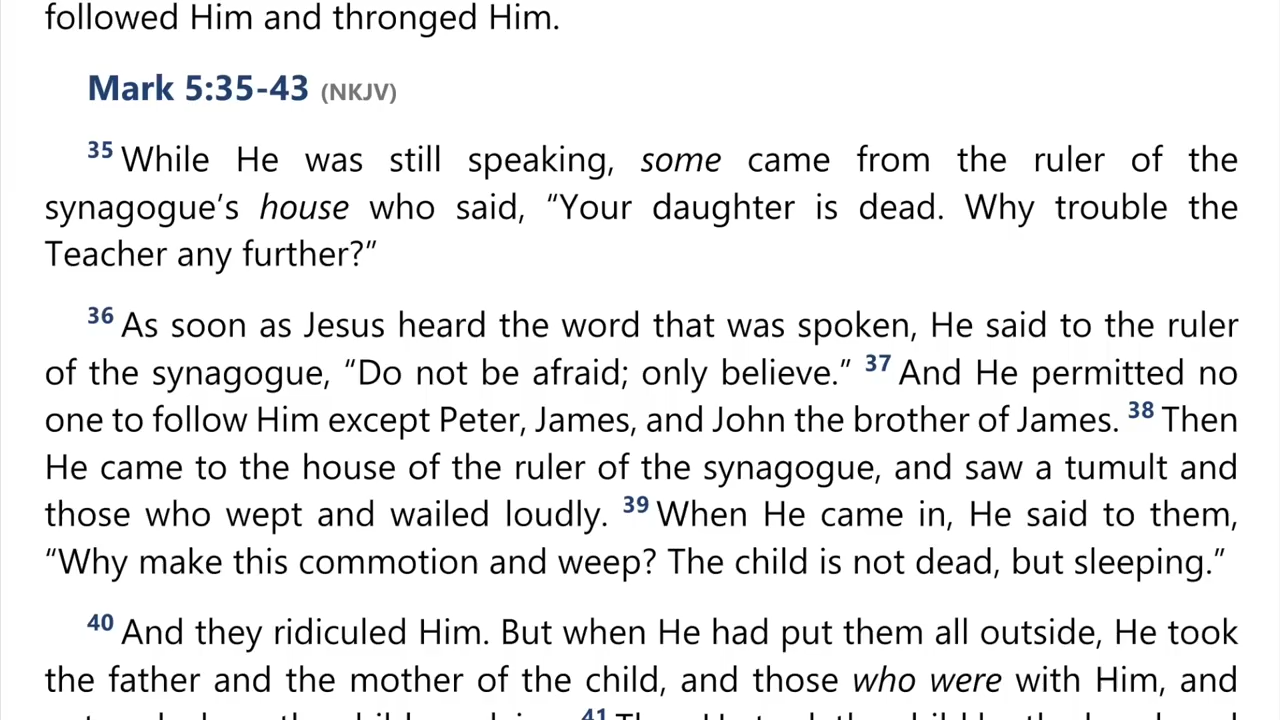 followed Him and thronged Him.
Mark 5:35-43 (NKJV)
35 While He was still speaking, some came from the ruler of the
synagogue’s house who said, “Your daughter is dead. Why trouble the
Teacher any further?”
36 As soon as Jesus heard the word that was spoken, He said to the ruler
of the synagogue, “Do not be afraid; only believe.” 37 And He permitted no
one to follow Him except Peter, James, and John the brother of James. 38 Then
He came to the house of the ruler of the synagogue, and saw a tumult and
those who wept and wailed loudly. 39 When He came in, He said to them,
“Why make this commotion and weep? The child is not dead, but sleeping.”
40 And they ridiculed Him. But when He had put them all outside, He took
the father and the mother of the child, and those who were with Him, and
41